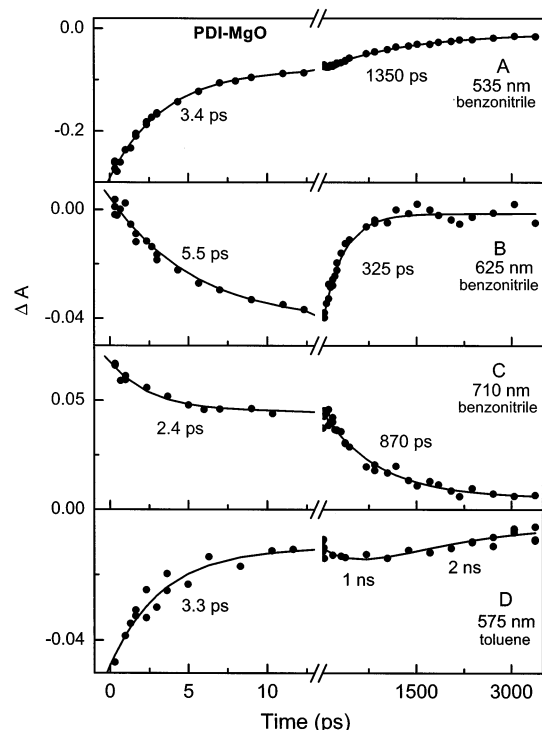 PDI-MgO
0.0
-0.2
3.4 ps
1350 ps
A
535 nm
benzonitrile
0.00
-0.04
5.5 ps
325 ps
B
625 nm
benzonitrile
Δ A
0.05
0.00
2.4 ps
870 ps
C
710 nm
benzonitrile
-0.04
3.3 ps
1 ns
2 ns
D
575 nm
toluene
0
5
10
1500
3000
Time (ps)